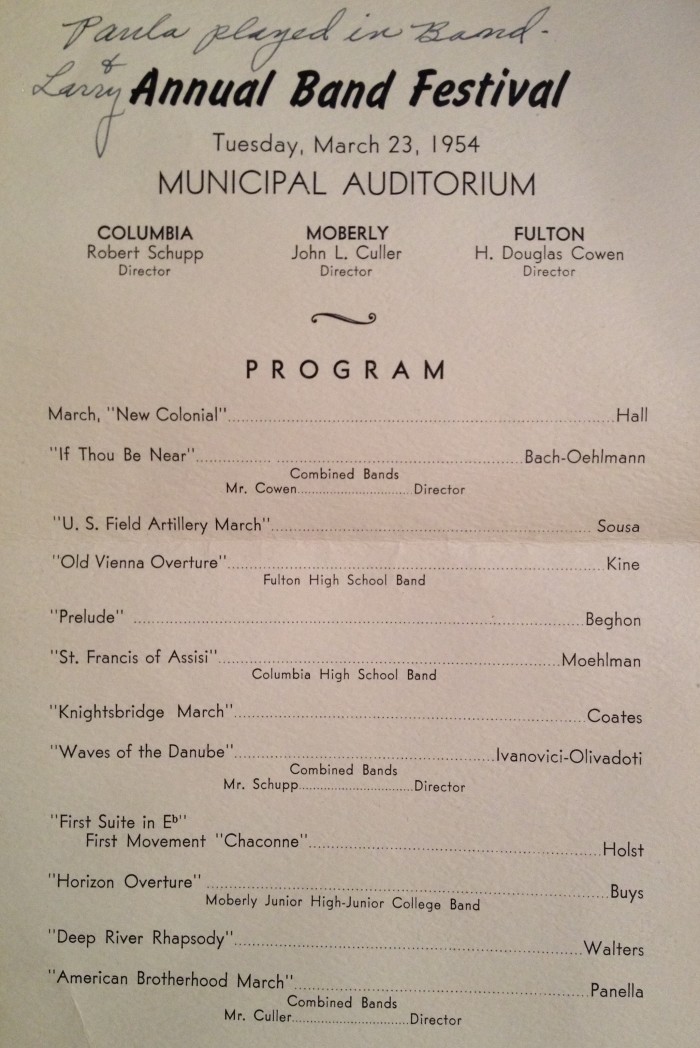 Paula played in Band-
& Larry
Annual Band Festival
Tuesday, March 23, 1954
MUNICIPAL AUDITORIUM
COLUMBIA MOBERLY FULTON
Robert Schupp John L. Culler H. Douglas Cowen
Director Director Director
PROGRAM
March, "New Colonial"..........Hall
"If Thou Be Near"..........Bach-Oehlmann
Combined Bands
Mr. Cowen..........Director
"U. S. Field Artillery March"..........Sousa
"Old Vienna Overture"..........Kine
Fulton High School Band
"Prelude" ..........Beghon
"St. Francis of Assisi"..........Moehlman
Columbia High School Band
"Knightsbridge March"..........Coates
"Waves of the Danube"..........Ivanovici-Olivadoti
Combined Bands
Mr. Schupp..........Director
"First Suite in Eb"
First Movement "Chaconne"..........Holst
"Horizon Overture"..........Buys
Moberly Junior High-Junior College Band
"Deep River Rhapsody"..........Walters
"American Brotherhood March"..........Panella
Combined Bands
Mr. Culler..........Director